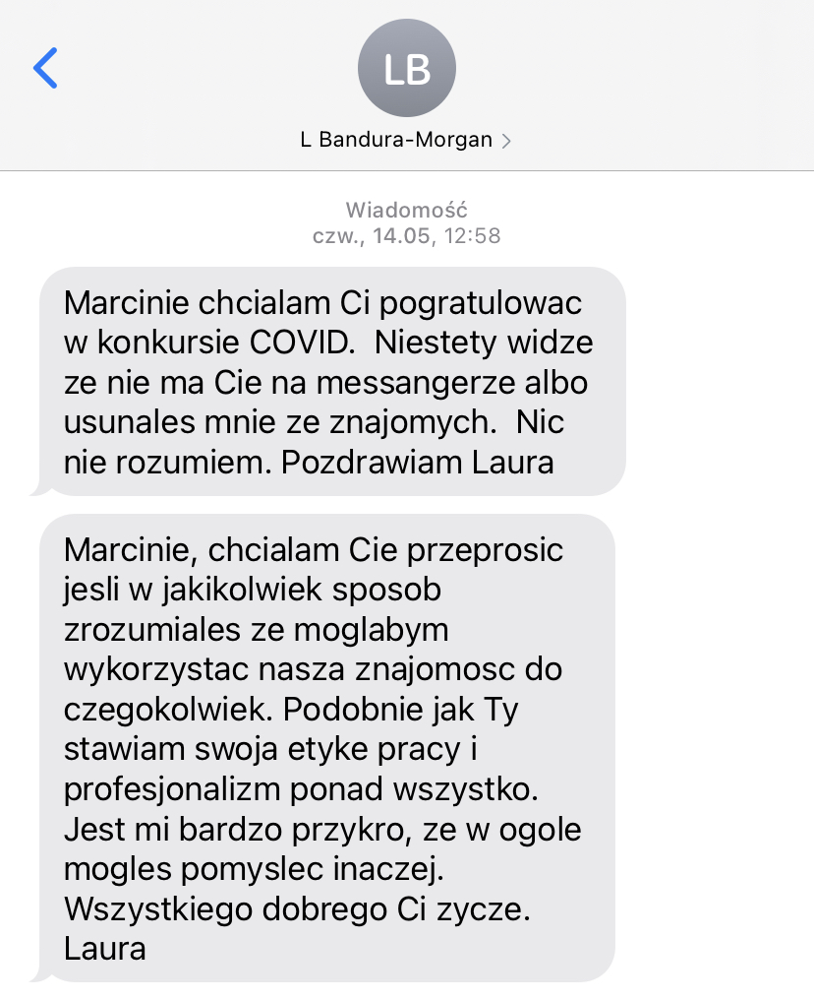 LB
L Bandura-Morgan
Wiadomość
czw., 14.05, 12:58
Marcinie chcialam Ci pogratulowac
w konkursie COVID.  Niestety widze
ze nie ma Cie na messangerze albo
usunales mnie ze znajomych.  Nic
nie rozumiem. Pozdrawiam Laura
Marcinie, chcialam Cie przeprosic
jesli w jakikolwiek sposob
zrozumiales ze moglabym
wykorzystac nasza znajomosc do
czegokolwiek. Podobnie jak Ty
stawiam swoja etyke pracy i
profesjonalizm ponad wszystko.
Jest mi bardzo przykro, ze w ogole
mogles pomyslec inaczej.
Wszystkiego dobrego Ci zycze.
Laura